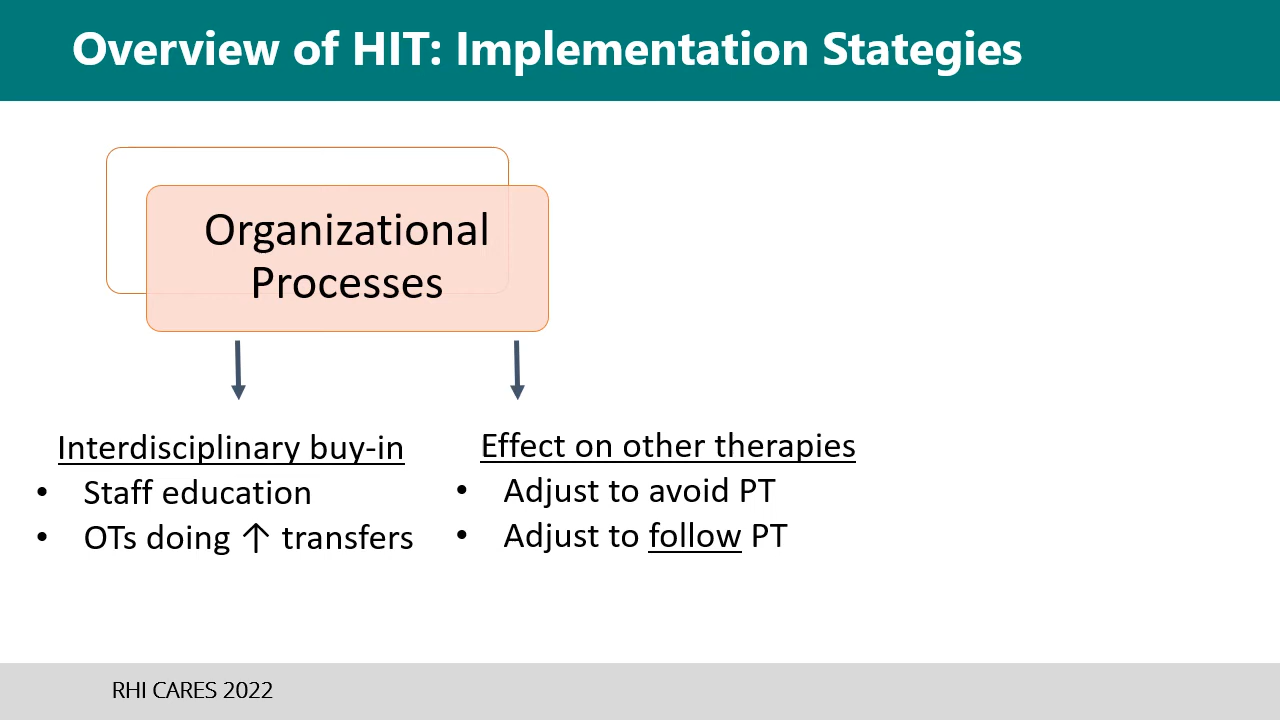 Overview of HIT: Implementation Stategies
Organizational
Processes
Interdisciplinary buy-in
• Staff education
• OTs doing ↑ transfers
Effect on other therapies
• Adjust to avoid PT
• Adjust to follow PT
RHI CARES 2022